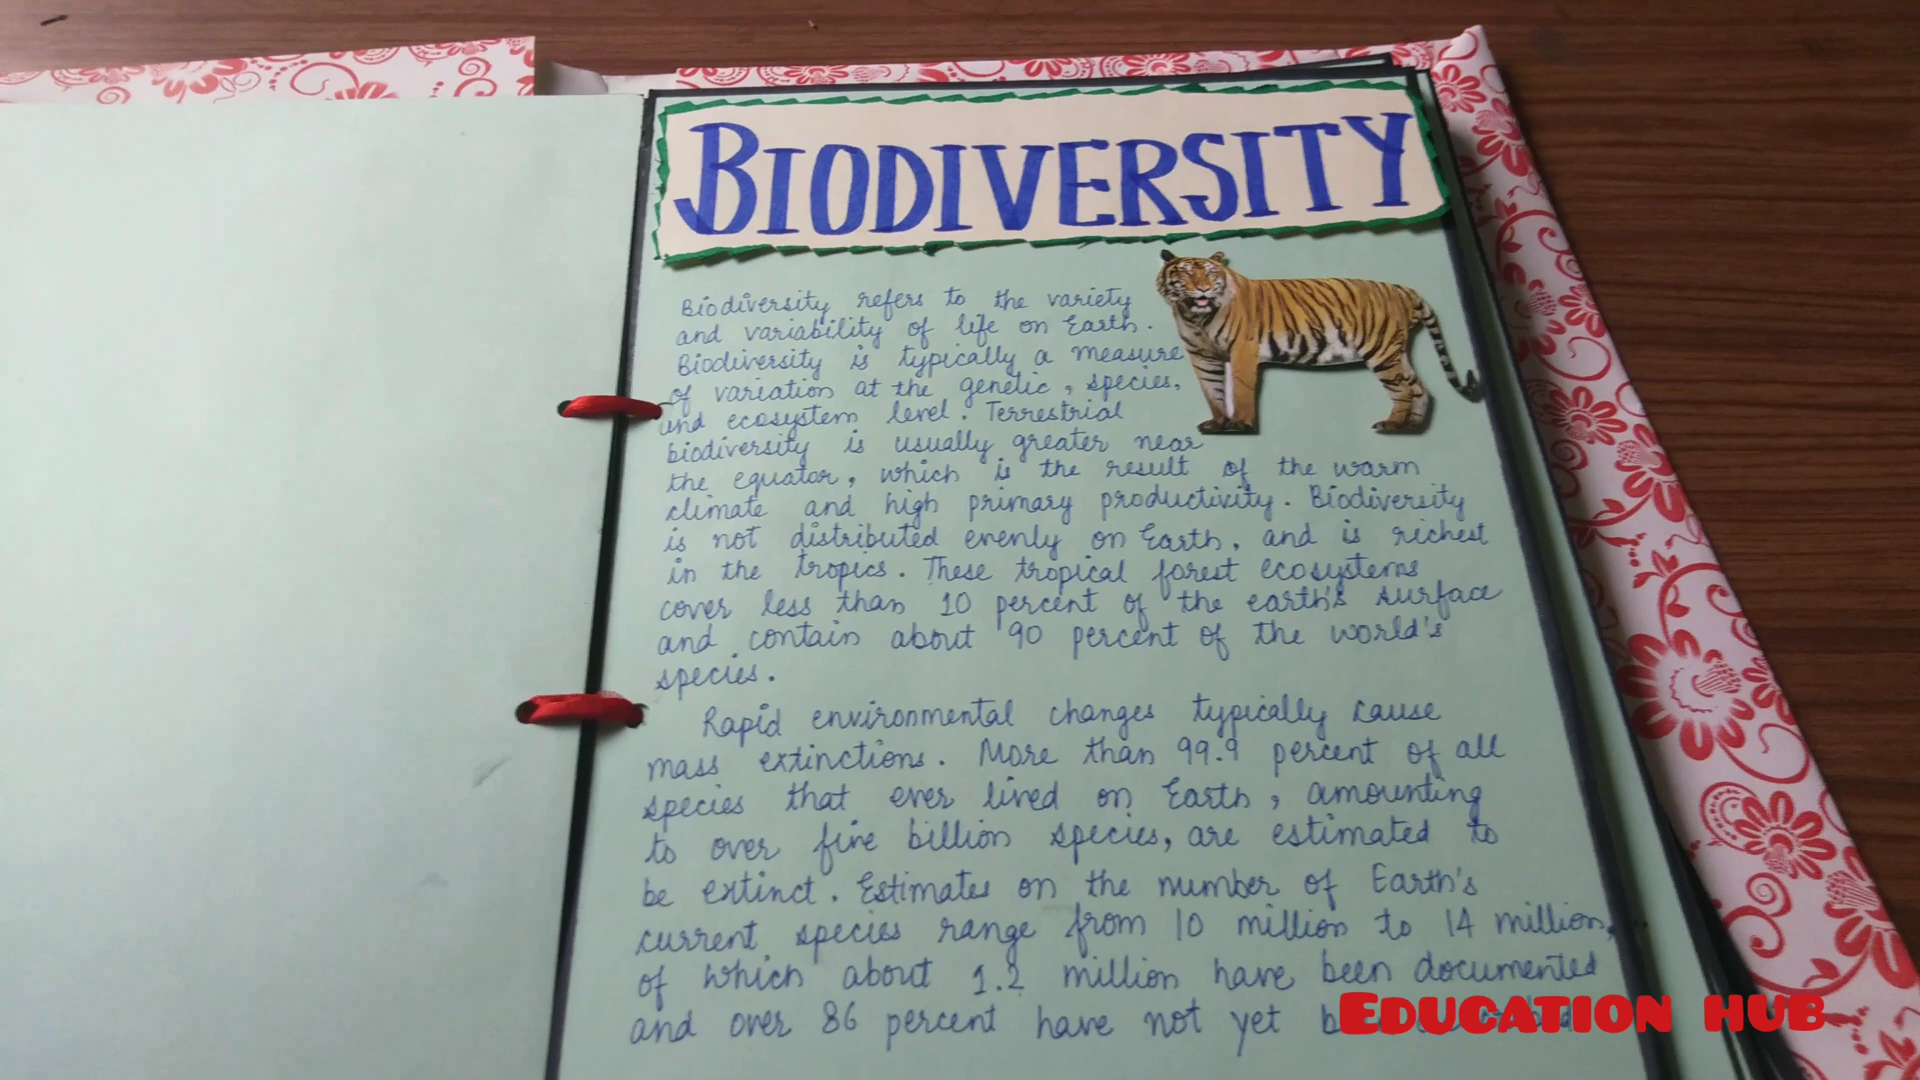 BIODIVERSITY
Biodiversity refers to the variety
and variability of life on Earth.
Biodiversity is typically a measure
of variation at the genetic, species,
and ecosystem level. Terrestrial
biodiversity is usually greater near
the equator, which is the result of the warm
climate and high primary productivity. Biodiversity
is not distributed evenly on Earth, and is richest
in the tropics. These tropical forest ecosystems
cover less than 10 percent of the earth's surface
and contain about 90 percent of the world's
species.
Rapid environmental changes typically cause
mass extinctions. More than 99.9 percent of all
species that ever lived on Earth, amounting
to over five billion species, are estimated to
be extinct. Estimates on the number of Earth's
current species range from 10 million to 14 million,
of which about 1.2 million have been documented
and over 86 percent have not yet
EDUCATION HUB